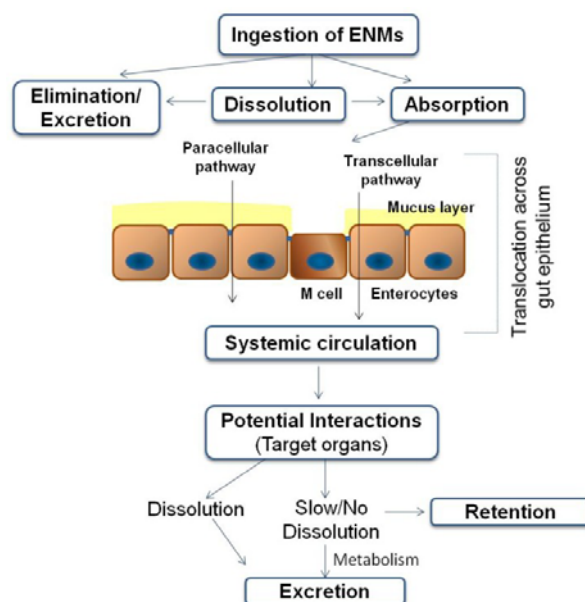 Ingestion of ENMs
Elimination/
Excretion
Dissolution
Absorption
Paracellular
pathway
Transcellular
pathway
Mucus layer
M cell
Enterocytes
Translocation across
gut epithelium
Systemic circulation
Potential Interactions
(Target organs)
Dissolution
Slow/No
Dissolution
Retention
Metabolism
Excretion